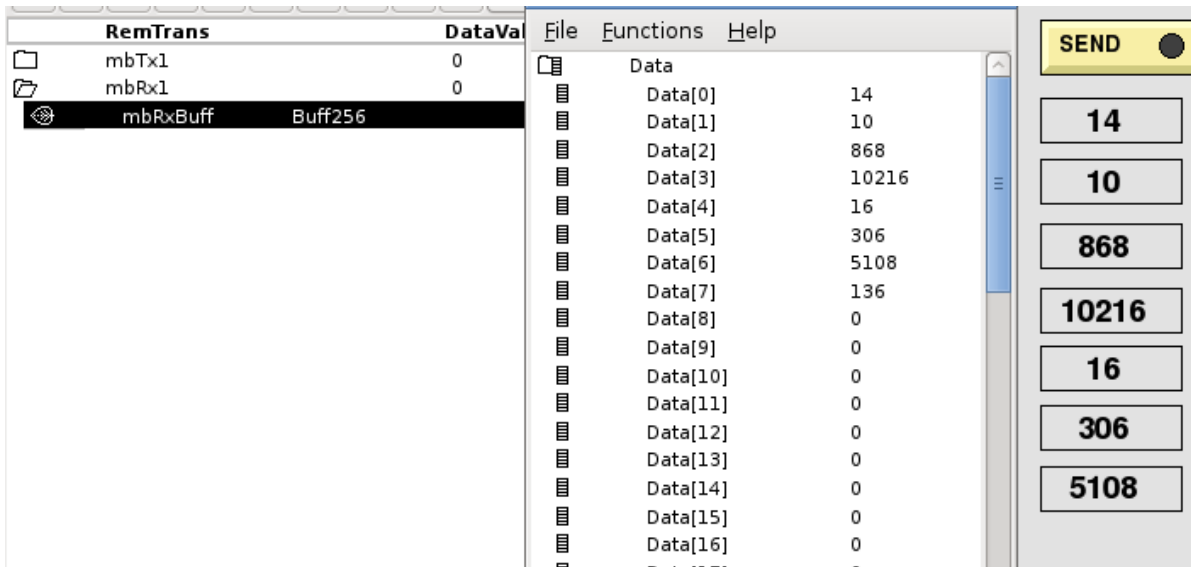 RemTrans DataVal
mbTx1 0
mbRx1 0
mbRxBuff Buff256
File Functions Help
Data
Data[0] 14
Data[1] 10
Data[2] 868
Data[3] 10216
Data[4] 16
Data[5] 306
Data[6] 5108
Data[7] 136
Data[8] 0
Data[9] 0
Data[10] 0
Data[11] 0
Data[12] 0
Data[13] 0
Data[14] 0
Data[15] 0
Data[16] 0
SEND
14
10
868
10216
16
306
5108